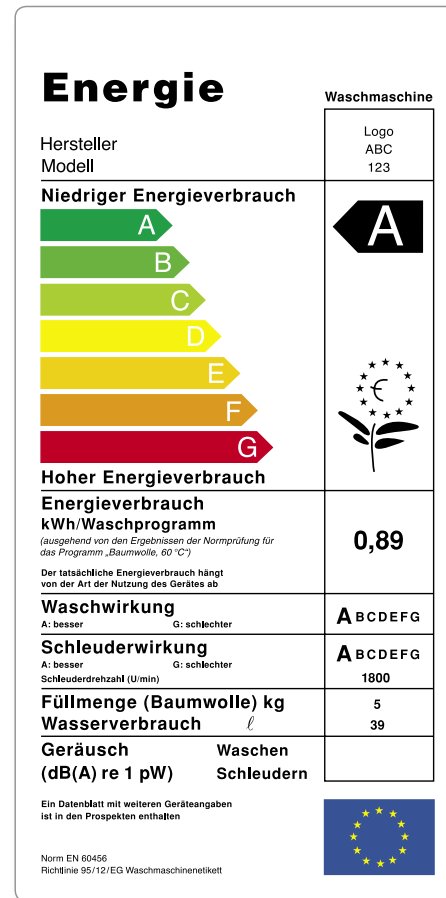 Energie
Waschmaschine
Hersteller
Modell
Logo
ABC
123
Niedriger Energieverbrauch
A
A
B
C
D
E
F
G
Hoher Energieverbrauch
Energieverbrauch
kWh/Waschprogramm
(ausgehend von den Ergebnissen der Normprüfung für
das Programm „Baumwolle, 60 °C“)
0,89
Der tatsächliche Energieverbrauch hängt
von der Art der Nutzung des Gerätes ab
Waschwirkung
A: besser G: schlechter
A B C D E F G
Schleuderwirkung
A: besser G: schlechter
Schleuderdrehzahl (U/min)
A B C D E F G
1800
Füllmenge (Baumwolle) kg 5
Wasserverbrauch ℓ 39
Geräusch Waschen
(dB(A) re 1 pW) Schleudern
Ein Datenblatt mit weiteren Geräteangaben
ist in den Prospekten enthalten
Norm EN 60456
Richtlinie 95/12/EG Waschmaschinenetikett